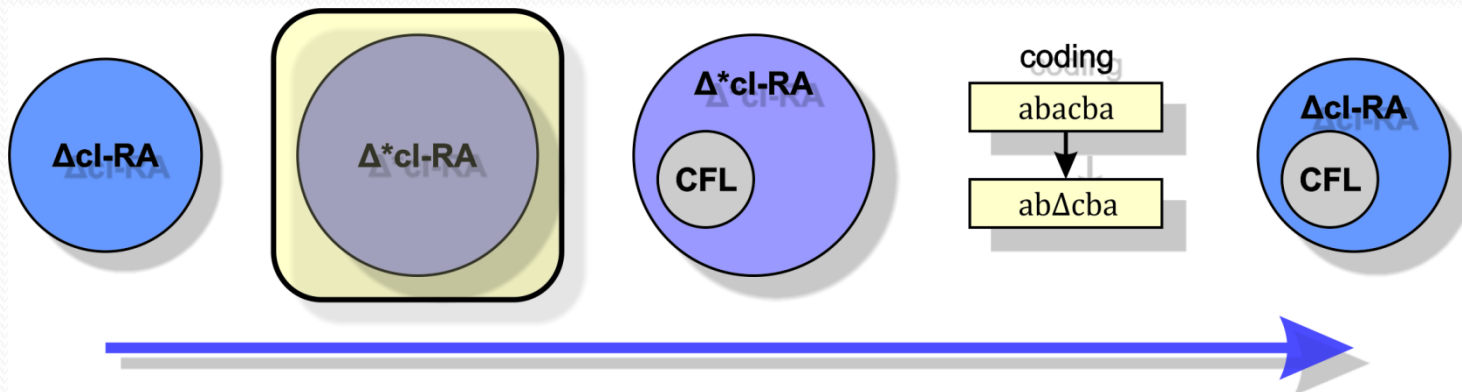 Δcl-RA
Δ*cl-RA
Δ*cl-RA
CFL
coding
abacba
abΔcba
Δcl-RA
CFL